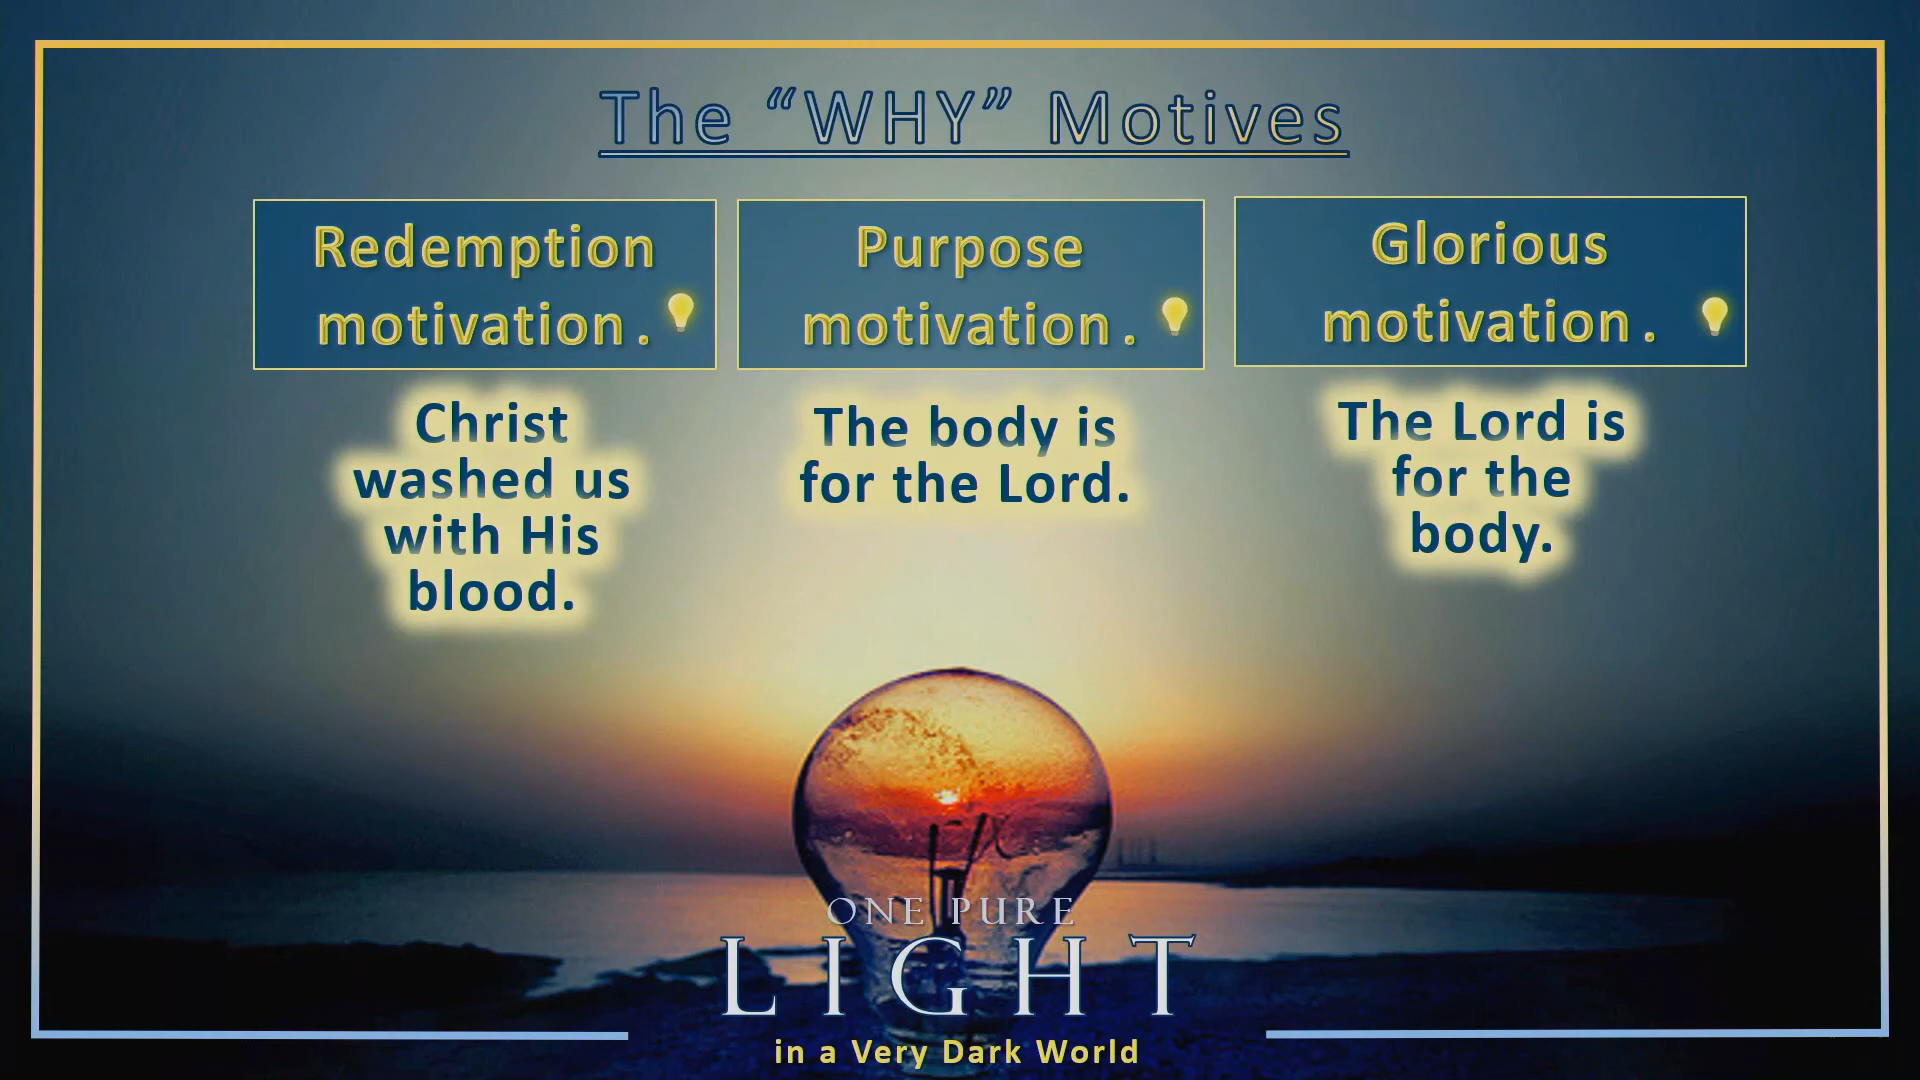 The “WHY” Motives
Redemption
motivation.
Christ
washed us
with His
blood.
Purpose
motivation.
The body is
for the Lord.
Glorious
motivation.
The Lord is
for the
body.
ONE PURE
LIGHT
in a Very Dark World